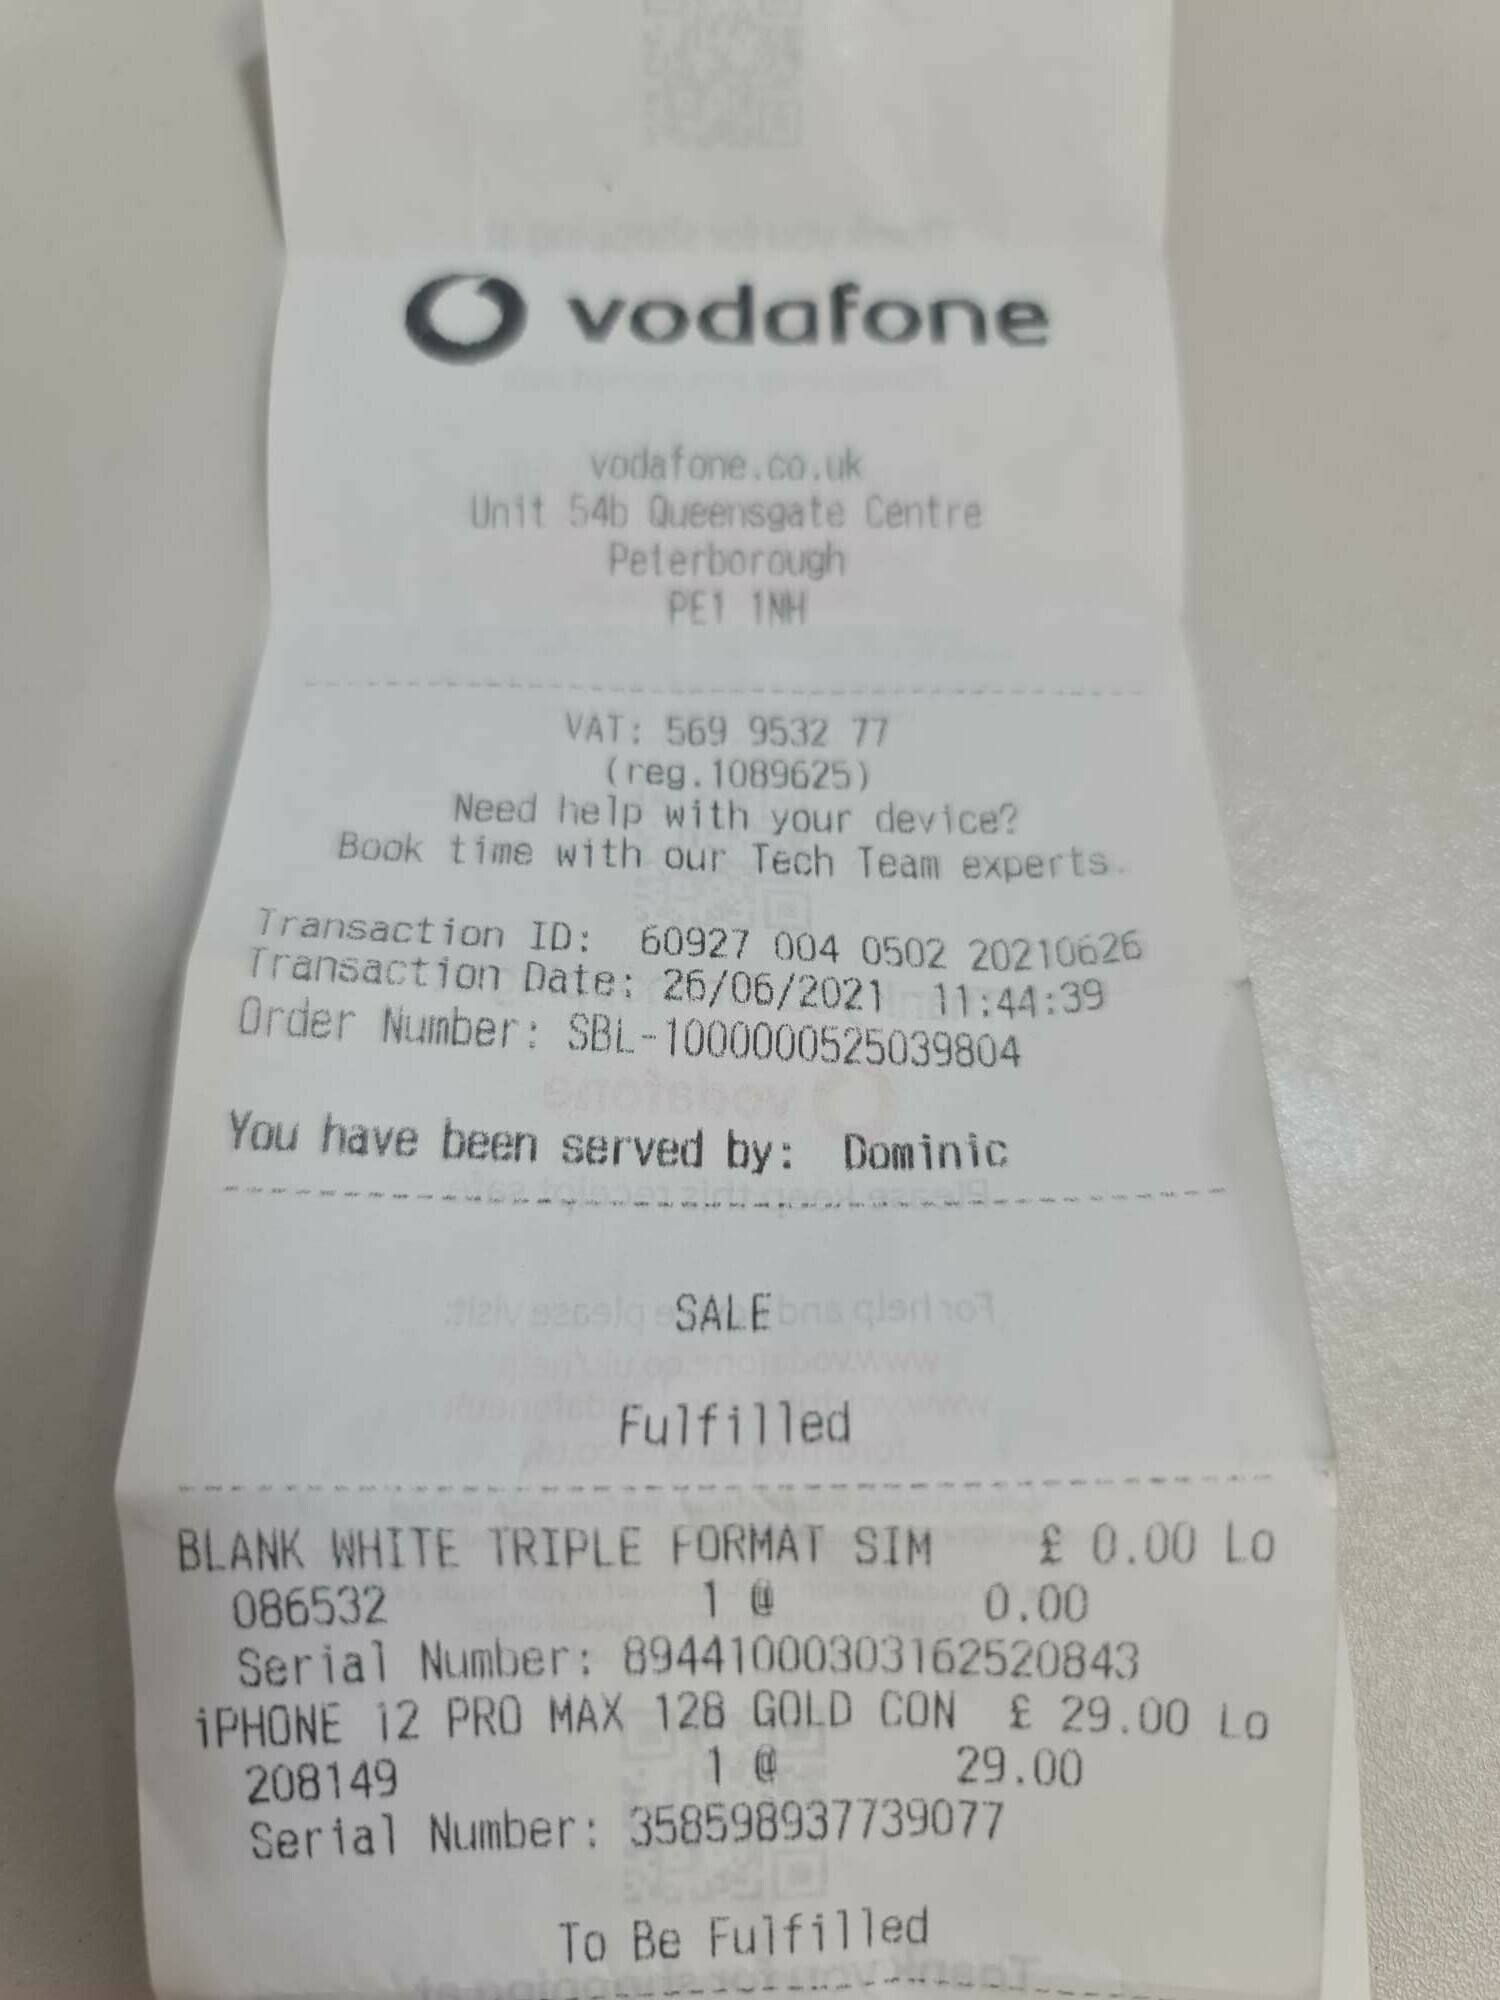 vodafone
vodafone.co.uk
Unit 54b Queensgate Centre
Peterborough
PE1 1NH
VAT: 569 9532 77
(reg.1089625)
Need help with your device?
Book time with our Tech Team experts.
Transaction ID: 60927 004 0502 20210626
Transaction Date: 26/06/2021 11:44:39
Order Number: SBL-1000000525039804
You have been served by: Dominic
SALE
Fulfilled
BLANK WHITE TRIPLE FORMAT SIM £ 0.00 Lo
086532 1 @ 0.00
Serial Number: 89441000303162520843
iPHONE 12 PRO MAX 128 GOLD CON £ 29.00 Lo
208149 1 @ 29.00
Serial Number: 358598937739077
To Be Fulfilled